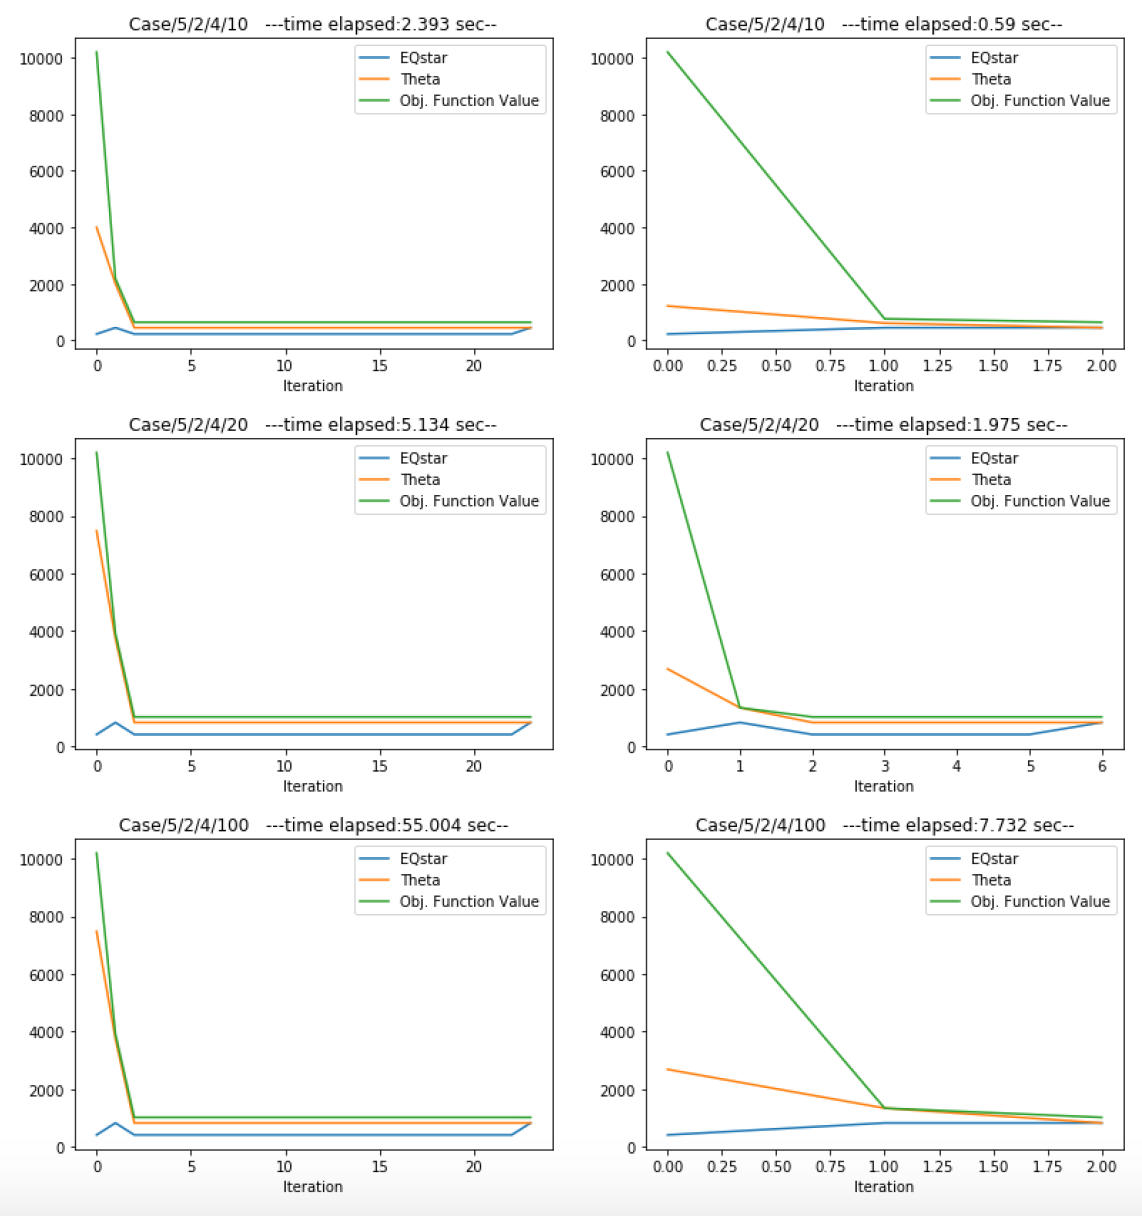 Case/5/2/4/10 ---time elapsed:2.393 sec--
EQstar
Theta
Obj. Function Value
10000
8000
6000
4000
2000
0
0 5 10 15 20
Iteration
Case/5/2/4/10 ---time elapsed:0.59 sec--
EQstar
Theta
Obj. Function Value
10000
8000
6000
4000
2000
0
0.00 0.25 0.50 0.75 1.00 1.25 1.50 1.75 2.00
Iteration
Case/5/2/4/20 ---time elapsed:5.134 sec--
EQstar
Theta
Obj. Function Value
10000
8000
6000
4000
2000
0
0 5 10 15 20
Iteration
Case/5/2/4/20 ---time elapsed:1.975 sec--
EQstar
Theta
Obj. Function Value
10000
8000
6000
4000
2000
0
0 1 2 3 4 5 6
Iteration
Case/5/2/4/100 ---time elapsed:55.004 sec--
EQstar
Theta
Obj. Function Value
10000
8000
6000
4000
2000
0
0 5 10 15 20
Iteration
Case/5/2/4/100 ---time elapsed:7.732 sec--
EQstar
Theta
Obj. Function Value
10000
8000
6000
4000
2000
0
0.00 0.25 0.50 0.75 1.00 1.25 1.50 1.75 2.00
Iteration